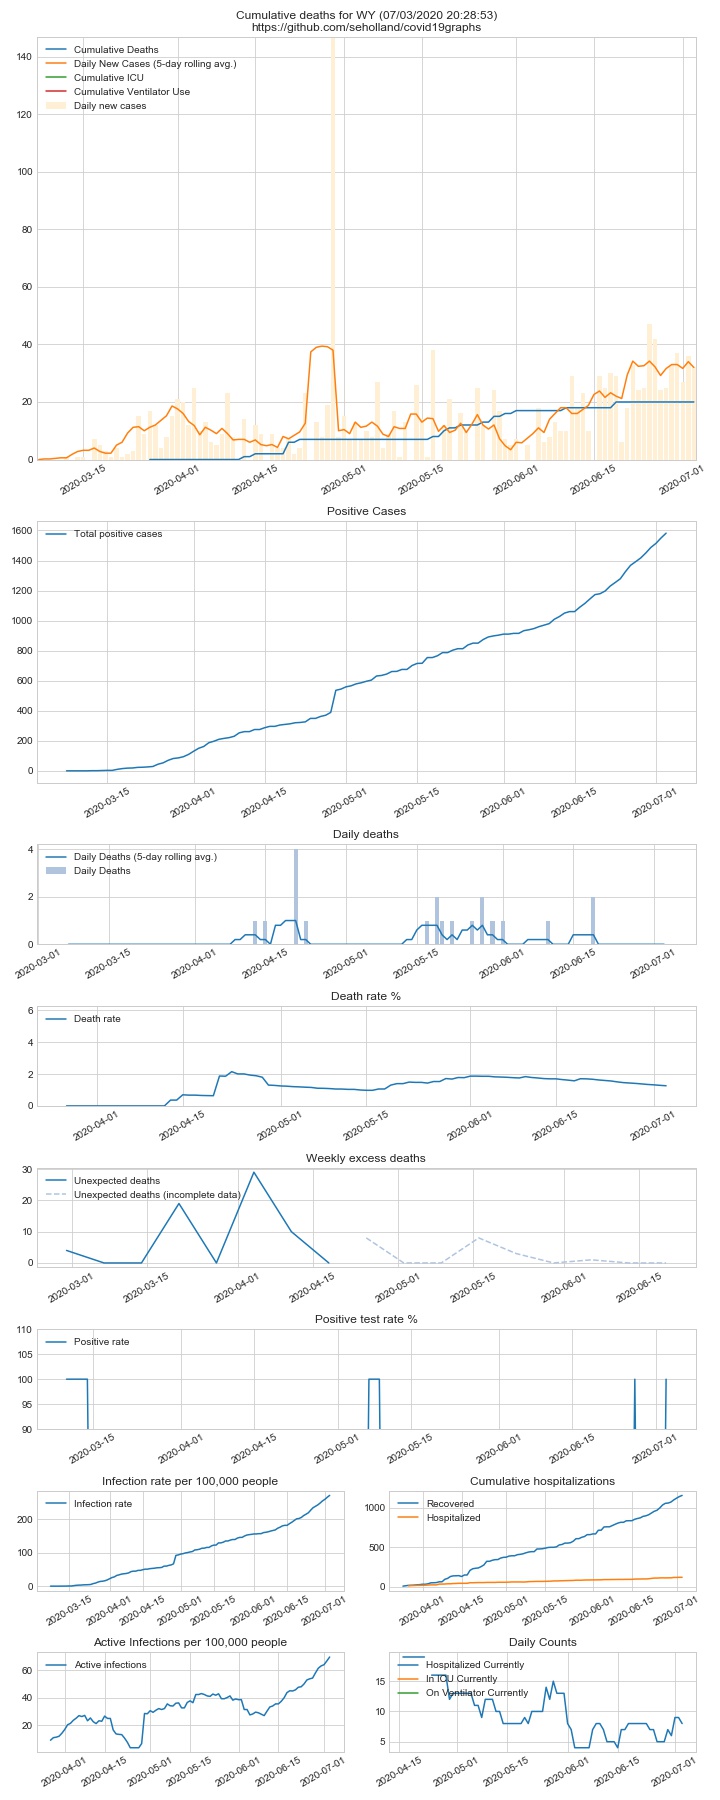 Cumulative deaths for WY (07/03/2020 20:28:53)
https://github.com/seholland/covid19graphs
Cumulative Deaths
Daily New Cases (5-day rolling avg.)
Cumulative ICU
Cumulative Ventilator Use
Daily new cases
140
120
100
80
60
40
20
0
2020-03-15 2020-04-01 2020-04-15 2020-05-01 2020-05-15 2020-06-01 2020-06-15 2020-07-01
Positive Cases
Total positive cases
1600
1400
1200
1000
800
600
400
200
0
2020-03-15 2020-04-01 2020-04-15 2020-05-01 2020-05-15 2020-06-01 2020-06-15 2020-07-01
Daily deaths
Daily Deaths (5-day rolling avg.)
Daily Deaths
4
2
0
2020-03-01 2020-03-15 2020-04-01 2020-04-15 2020-05-01 2020-05-15 2020-06-01 2020-06-15 2020-07-01
Death rate %
Death rate
6
4
2
0
2020-04-01 2020-04-15 2020-05-01 2020-05-15 2020-06-01 2020-06-15 2020-07-01
Weekly excess deaths
Unexpected deaths
Unexpected deaths (incomplete data)
30
20
10
0
2020-03-01 2020-03-15 2020-04-01 2020-04-15 2020-05-01 2020-05-15 2020-06-01 2020-06-15
Positive test rate %
Positive rate
110
105
100
95
90
2020-03-15 2020-04-01 2020-04-15 2020-05-01 2020-05-15 2020-06-01 2020-06-15 2020-07-01
Infection rate per 100,000 people
Infection rate
200
100
0
2020-03-15 2020-04-01 2020-04-15 2020-05-01 2020-05-15 2020-06-01 2020-06-15 2020-07-01
Cumulative hospitalizations
Recovered
Hospitalized
1000
500
0
2020-04-01 2020-04-15 2020-05-01 2020-05-15 2020-06-01 2020-06-15 2020-07-01
Active Infections per 100,000 people
Active infections
60
40
20
2020-04-01 2020-04-15 2020-05-01 2020-05-15 2020-06-01 2020-06-15 2020-07-01
Daily Counts
Hospitalized Currently
In ICU Currently
On Ventilator Currently
15
10
5
2020-04-15 2020-05-01 2020-05-15 2020-06-01 2020-06-15 2020-07-01